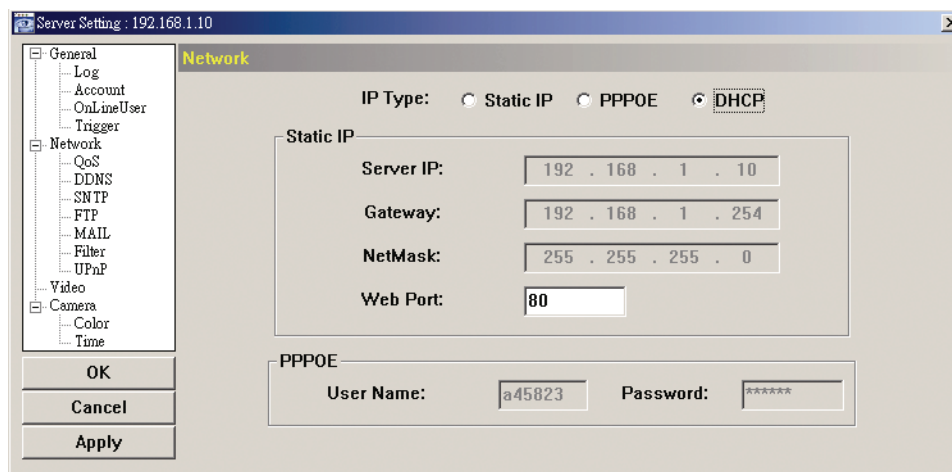 Server Setting : 192.168.1.10
General
Log
Account
OnLineUser
Trigger
Network
QoS
DDNS
SNTP
FTP
MAIL
Filter
UPnP
Video
Camera
Color
Time
OK
Cancel
Apply
Network
IP Type: Static IP PPPOE DHCP
Static IP
Server IP: 192 . 168 . 1 . 10
Gateway: 192 . 168 . 1 . 254
NetMask: 255 . 255 . 255 . 0
Web Port: 80
PPPOE
User Name: a45823 Password: ******